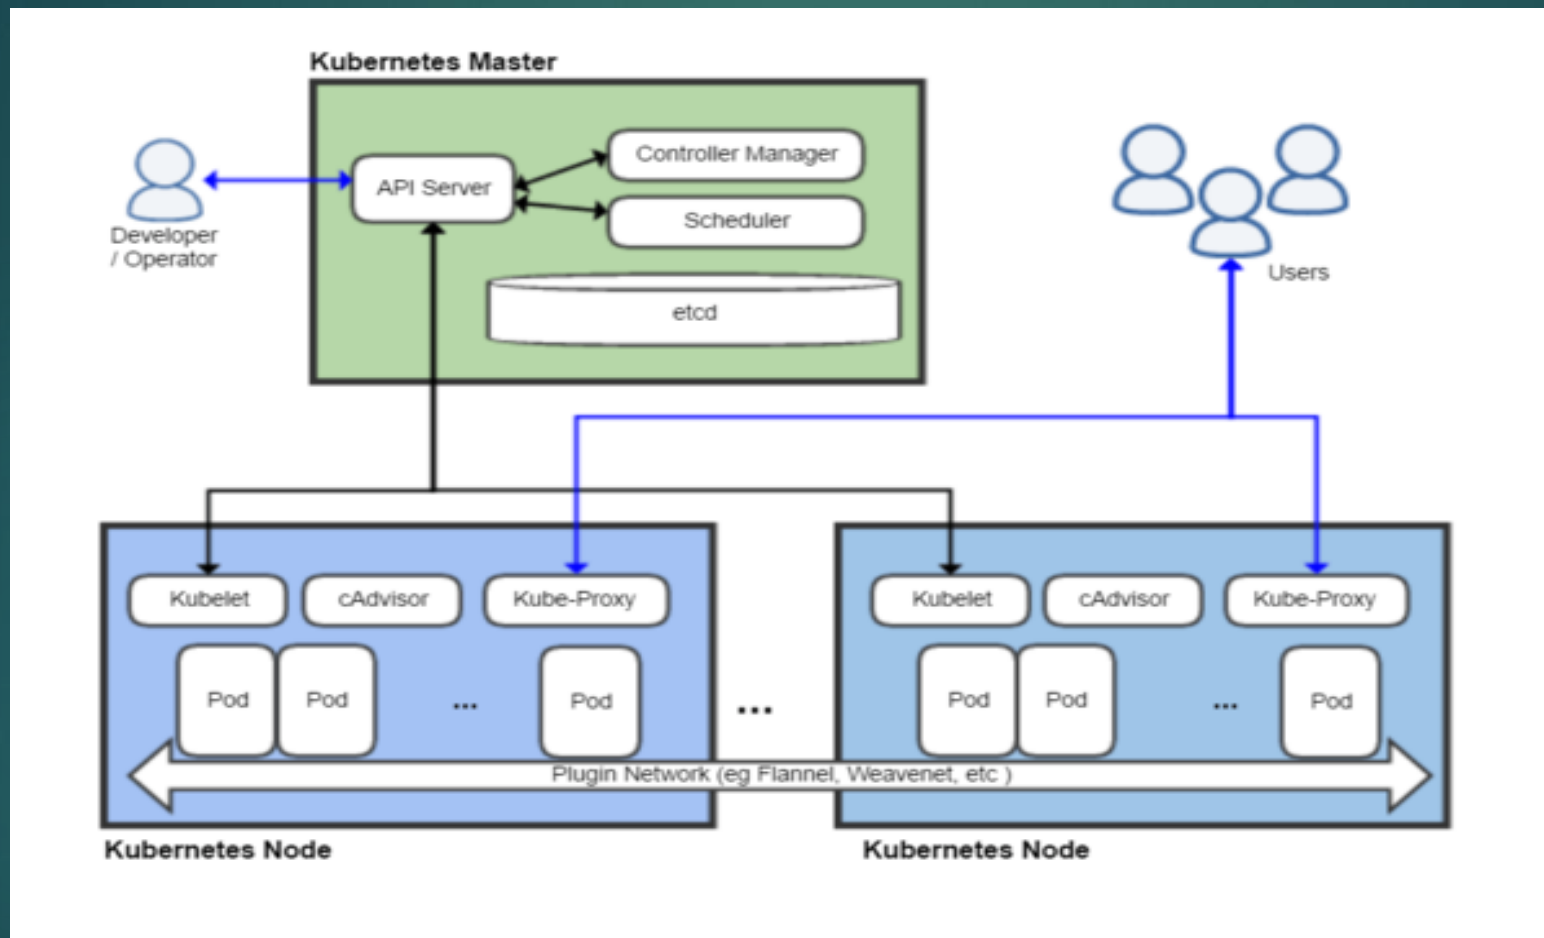 Kubernetes Master
API Server
Controller Manager
Scheduler
etcd
Developer
/ Operator
Users
Kubelet
cAdvisor
Kube-Proxy
Pod
Pod
...
Pod
...
Kubelet
cAdvisor
Kube-Proxy
Pod
Pod
...
Pod
Plugin Network (eg Flannel, Weavenet, etc )
Kubernetes Node
Kubernetes Node